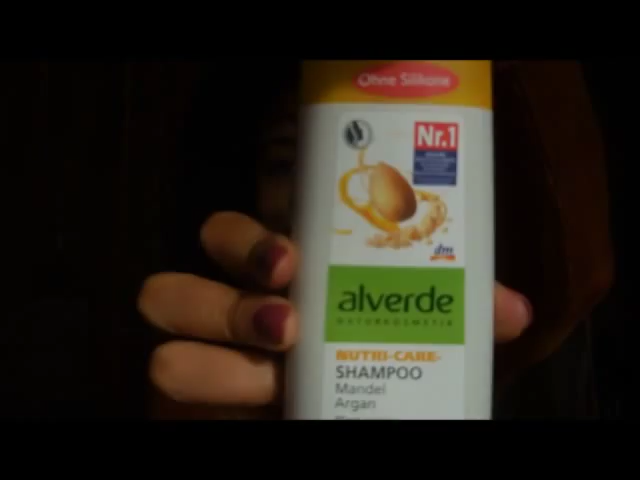 Ohne Silikone
Nr.1
dm
alverde
NATURKOSMETIK
NUTRI-CARE-
SHAMPOO
Mandel
Argan